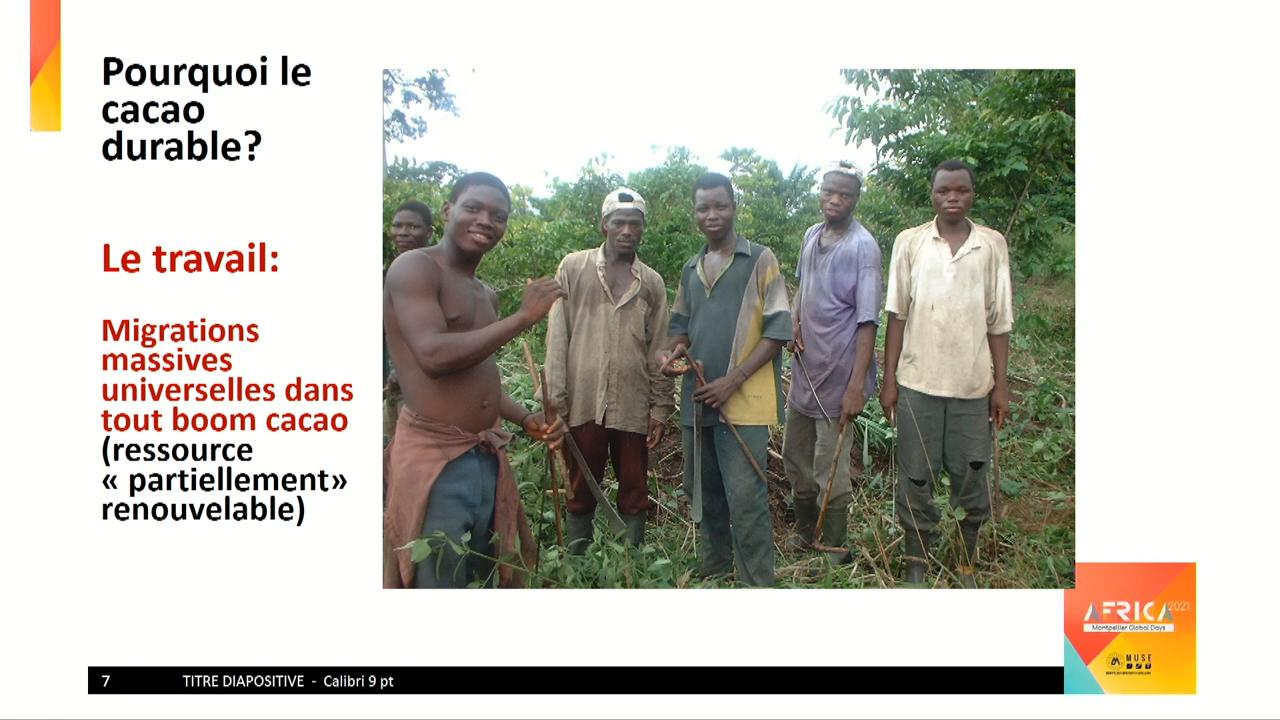 Pourquoi le
cacao
durable?
Le travail:
Migrations
massives
universelles dans
tout boom cacao
(ressource
« partiellement»
renouvelable)
AFRICA 2021
Montpellier Global Days
MUSE
7 TITRE DIAPOSITIVE - Calibri 9 pt